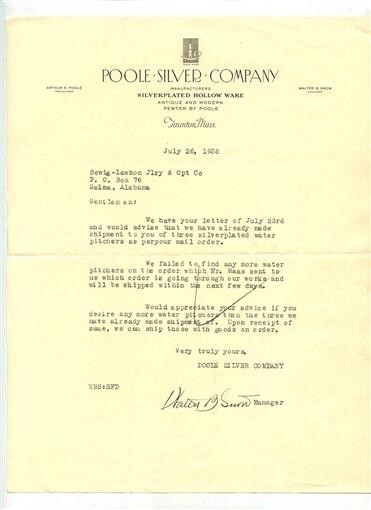 POOLE·SILVER·COMPANY
ARTHUR E. POOLE
TREASURER
MANUFACTURERS
SILVERPLATED HOLLOW WARE
ANTIQUE AND MODERN
PEWTER BY POOLE
WALTER B. SNOW
MANAGER
Taunton, Mass.
July 26, 1938
Bewig-Lawhon Jlry & Opt Co
P. O. Box 76
Selma, Alabama
Gentlemen:
We have your letter of July 23rd
and would advise that we have already made
shipment to you of three silverplated water
pitchers as peryour mail order.
We failed to find any more water
pitchers on the order which Mr. Haas sent to
us which order is going through our works and
will be shipped within the next few days.
Would appreciate your advice if you
desire any more water pitchers than the three we
have already made shipment of. Upon receipt of
same, we can ship those with goods on order.
Very truly yours,
POOLE SILVER COMPANY
WBS:SFD
Walter B Snow Manager